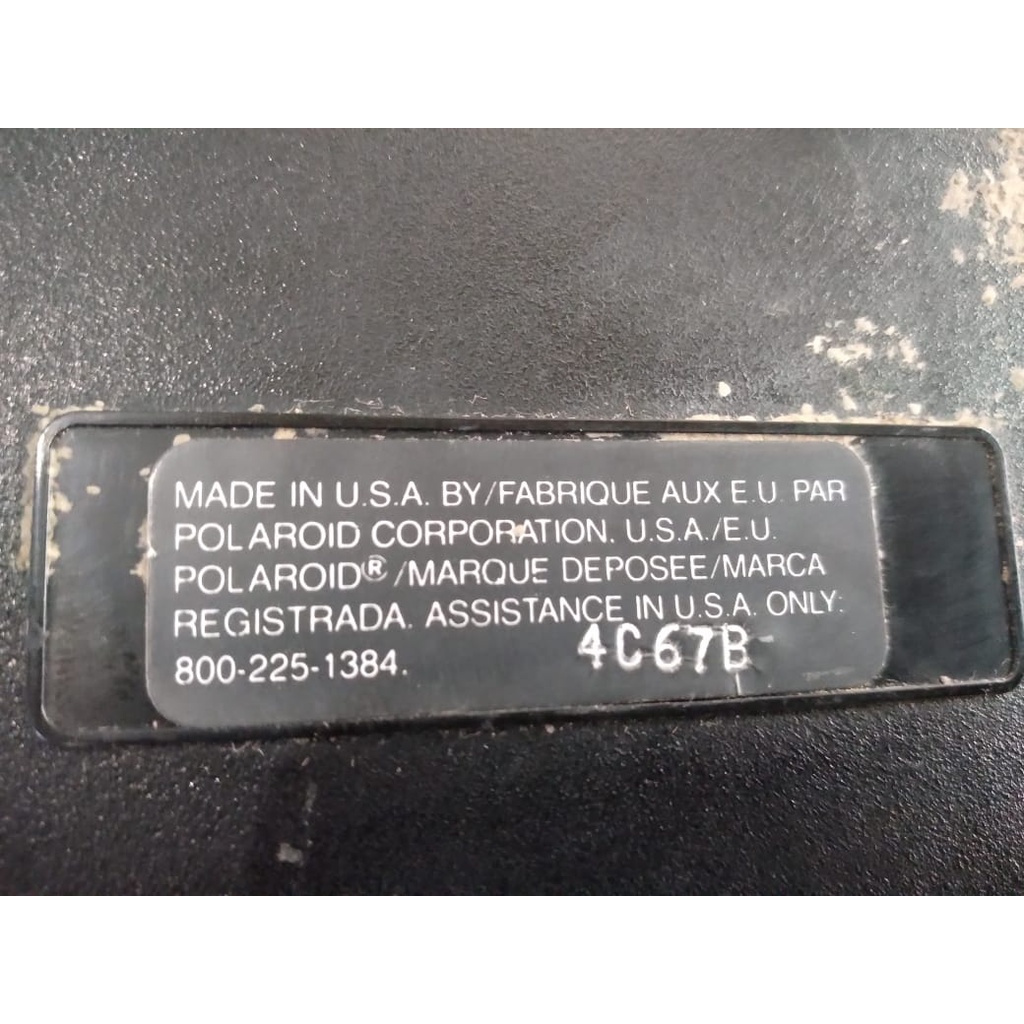 MADE IN U.S.A. BY/FABRIQUE AUX E.U. PAR
POLAROID CORPORATION. U.S.A./E.U.
POLAROID® /MARQUE DEPOSEE/MARCA
REGISTRADA. ASSISTANCE IN U.S.A. ONLY:
800-225-1384.
4C67B